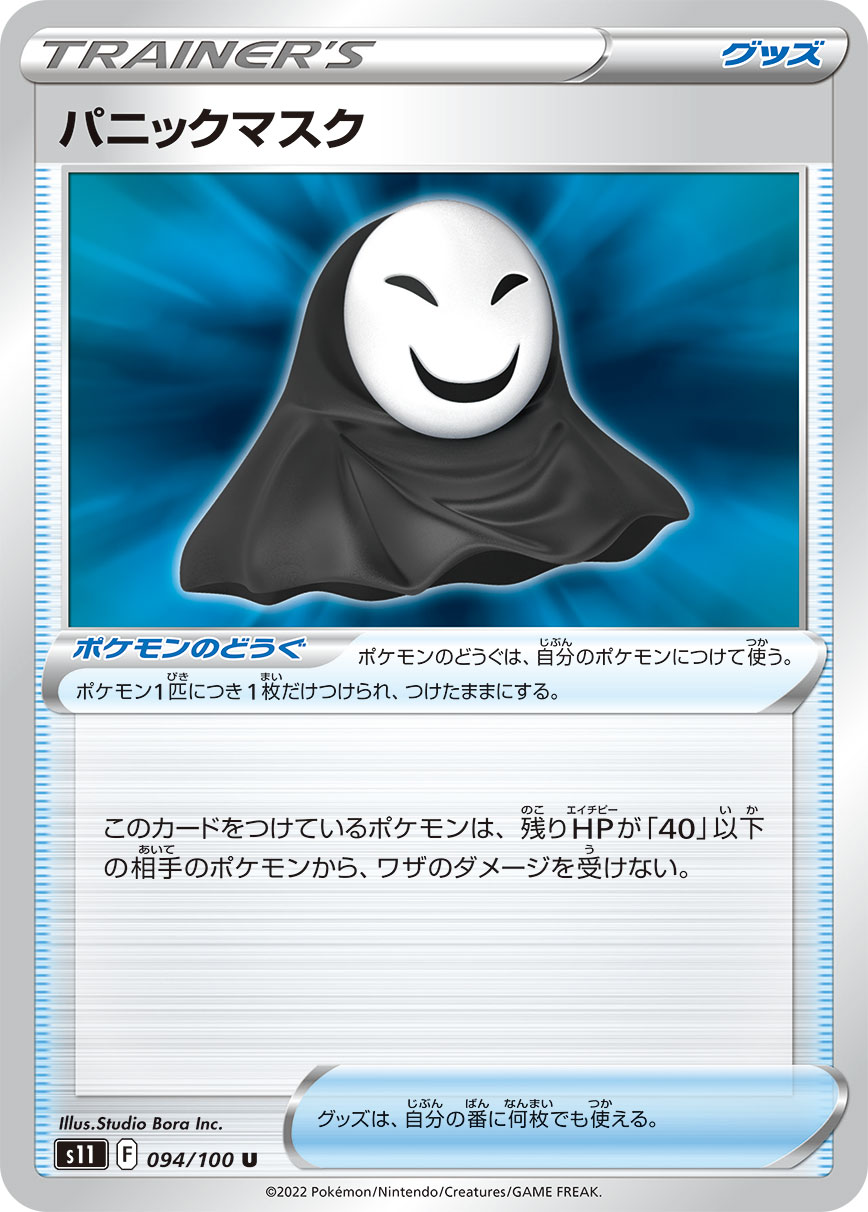 TRAINER'S
グッズ
パニックマスク
ポケモンのどうぐ
ポケモンのどうぐは、自分のポケモンにつけて使う。
ポケモン1匹につき1枚だけつけられ、つけたままにする。
このカードをつけているポケモンは、残りHPが「40」以下
の相手のポケモンから、ワザのダメージを受けない。
グッズは、自分の番に何枚でも使える。
Illus.Studio Bora Inc.
s11 F 094/100 U
©2022 Pokémon/Nintendo/Creatures/GAME FREAK.